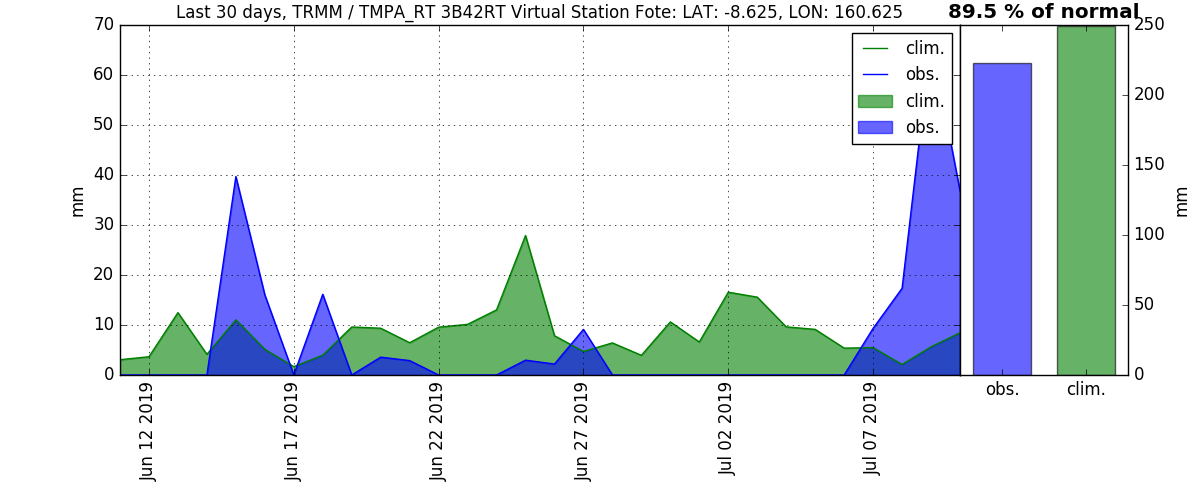 Last 30 days, TRMM / TMPA_RT 3B42RT Virtual Station Fote: LAT: -8.625, LON: 160.625
89.5 % of normal
70
60
50
40
30
20
10
0
mm
clim.
obs.
clim.
obs.
250
200
150
100
50
0
mm
obs.
clim.
Jun 12 2019
Jun 17 2019
Jun 22 2019
Jun 27 2019
Jul 02 2019
Jul 07 2019